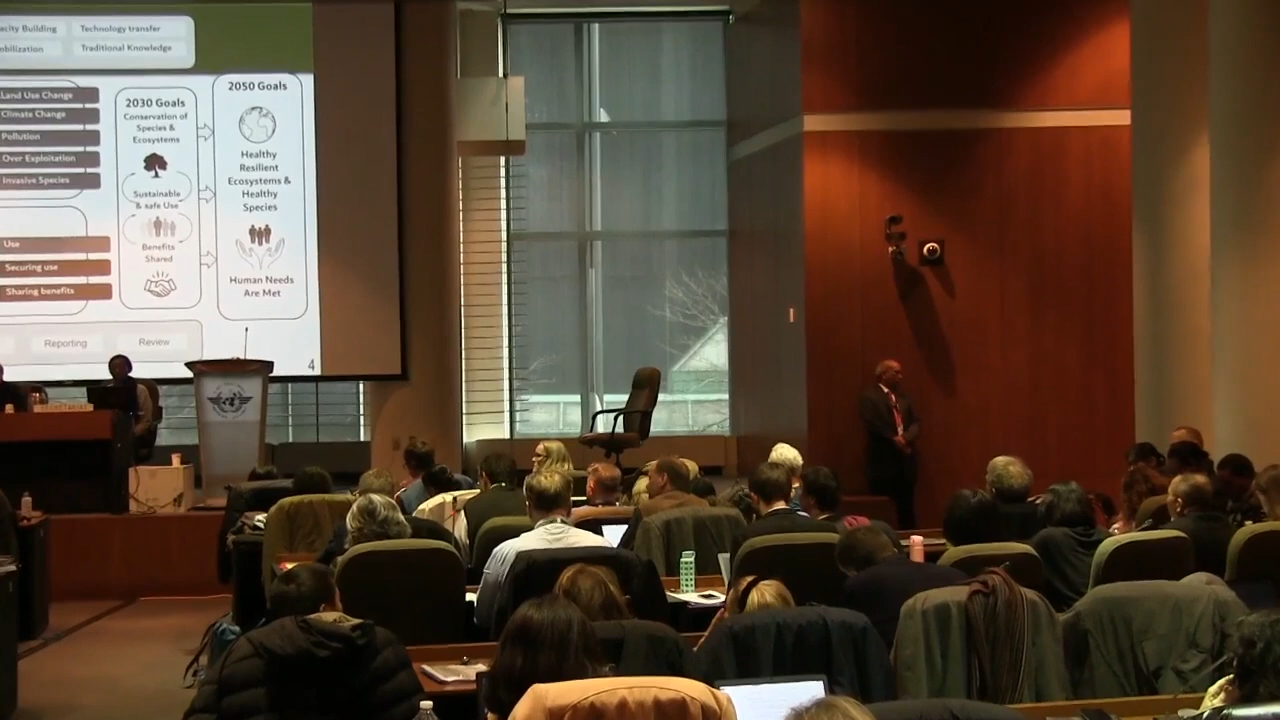 acity Building
Technology transfer
obilization
Traditional Knowledge
Land Use Change
Climate Change
Pollution
Over Exploitation
Invasive Species
Use
Securing use
Sharing benefits
2030 Goals
Conservation of
Species &
Ecosystems
Sustainable
& safe Use
Benefits
Shared
2050 Goals
Healthy
Resilient
Ecosystems &
Healthy
Species
Human Needs
Are Met
Reporting
Review
4
SECRETARIAT